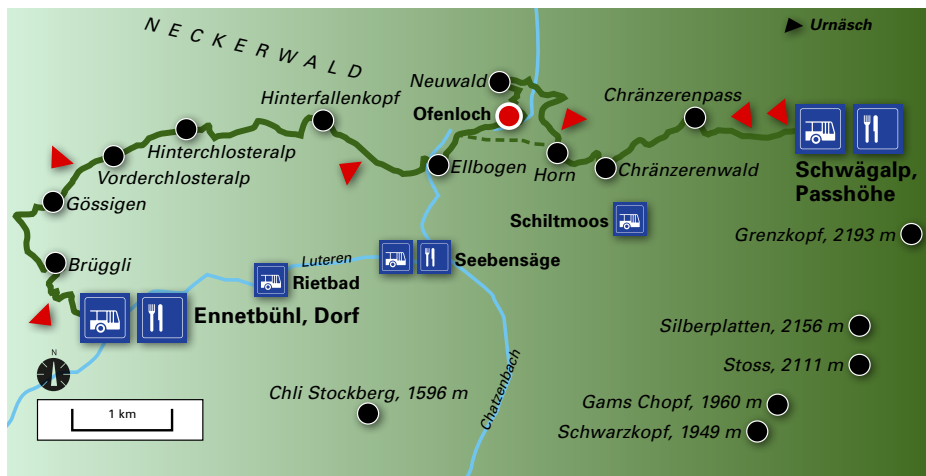 NECKERWALD
Urnäsch
Neuwald
Ofenloch
Chränzerenpass
Hinterfallenkopf
Hinterchlosteralp
Vorderchlosteralp
Ellbogen
Horn
Chränzerenwald
Schwägalp,
Passhöhe
Gössigen
Schiltmoos
Grenzkopf, 2193 m
Brüggli
Luteren
Seebensäge
Rietbad
Ennetbühl, Dorf
Silberplatten, 2156 m
N
Stoss, 2111 m
Chli Stockberg, 1596 m
Chatzenbach
Gams Chopf, 1960 m
1 km
Schwarzkopf, 1949 m